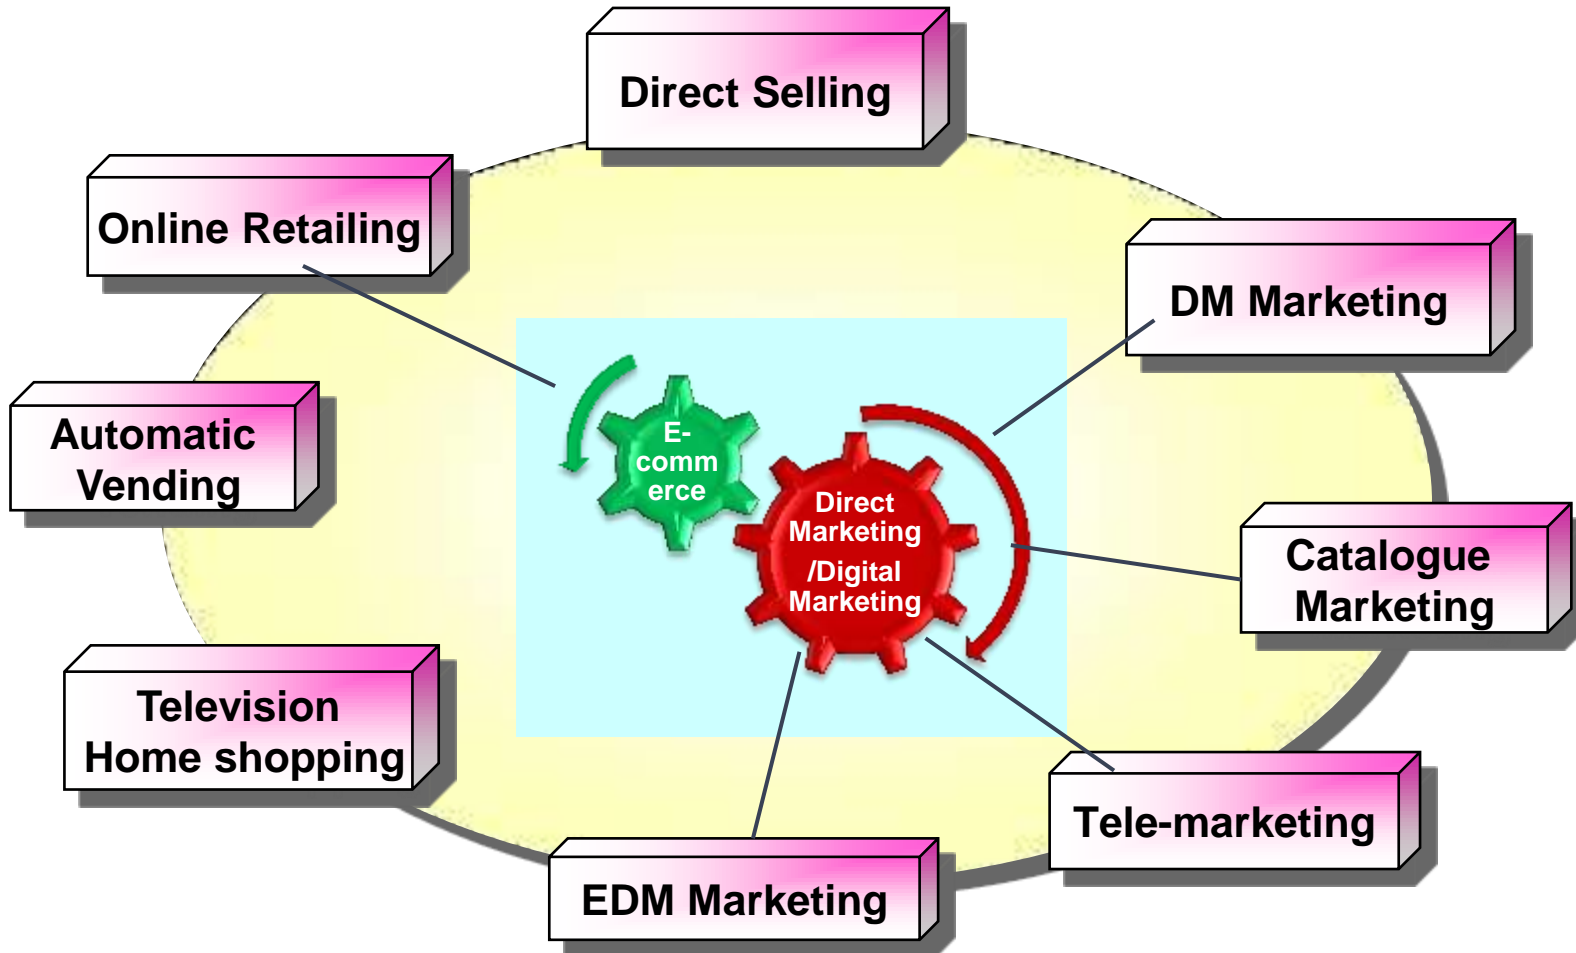 Direct Selling
Online Retailing
DM Marketing
Automatic
Vending
E-
comm
erce
Direct
Marketing
/Digital
Marketing
Catalogue
Marketing
Television
Home shopping
Tele-marketing
EDM Marketing